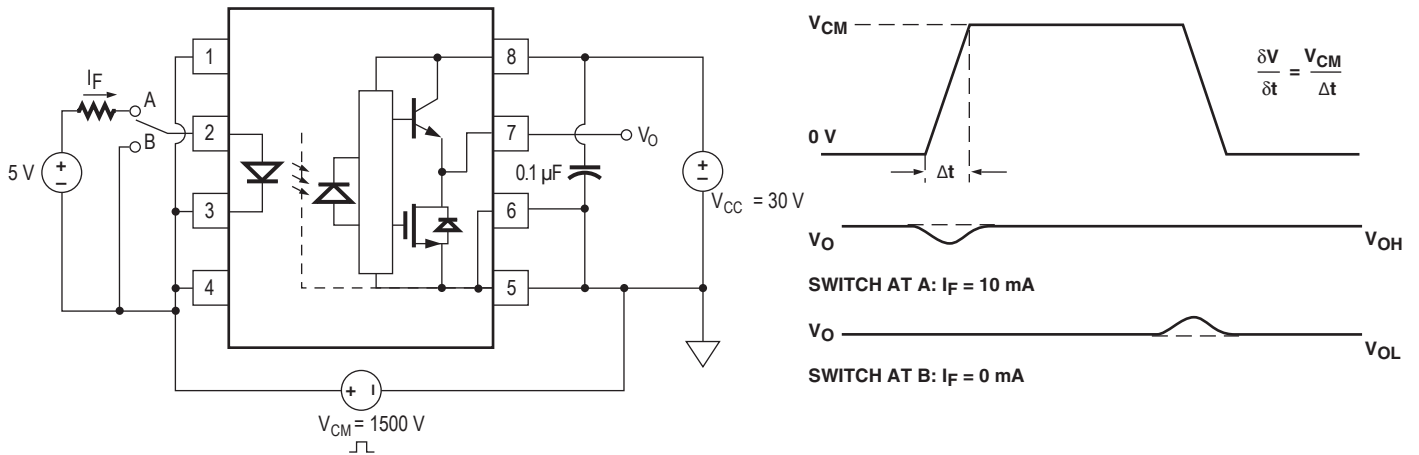 I_F
A
B
5 V
+
−
1
2
3
4
8
7
6
5
V_O
0.1 µF
+
−
V_CC = 30 V
+ −
V_CM = 1500 V
V_CM
0 V
Δt
δV / δt = V_CM / Δt
V_O
V_OH
SWITCH AT A: I_F = 10 mA
V_O
V_OL
SWITCH AT B: I_F = 0 mA